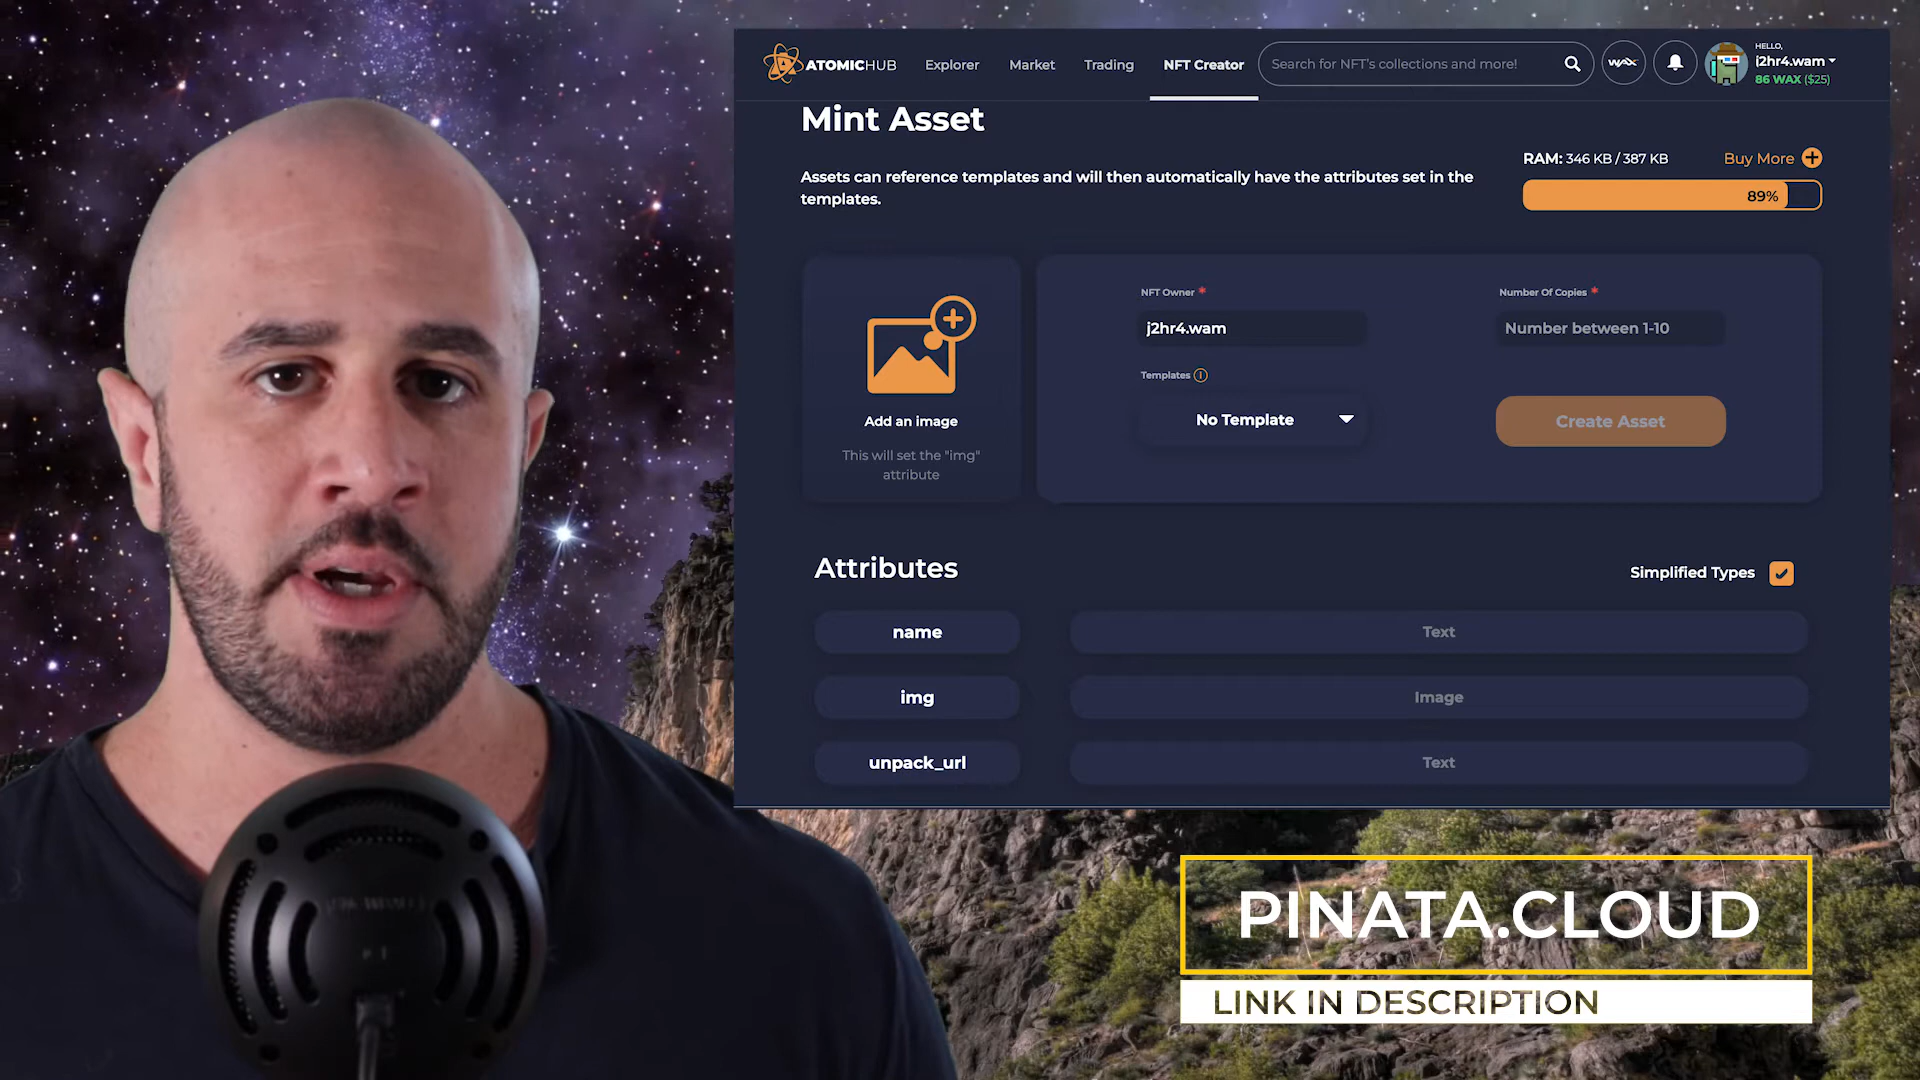 ATOMICHUB Explorer Market Trading NFT Creator Search for NFT's collections and more! WAX HELLO,
j2hr4.wam
86 WAX ($25)
Mint Asset
RAM: 346 KB / 387 KB Buy More
Assets can reference templates and will then automatically have the attributes set in the
templates.
89%
NFT Owner *
Number Of Copies *
j2hr4.wam
Number between 1-10
Templates
No Template
Create Asset
Add an image
This will set the "img"
attribute
Attributes
Simplified Types
name Text
img Image
unpack_url Text
PINATA.CLOUD
LINK IN DESCRIPTION